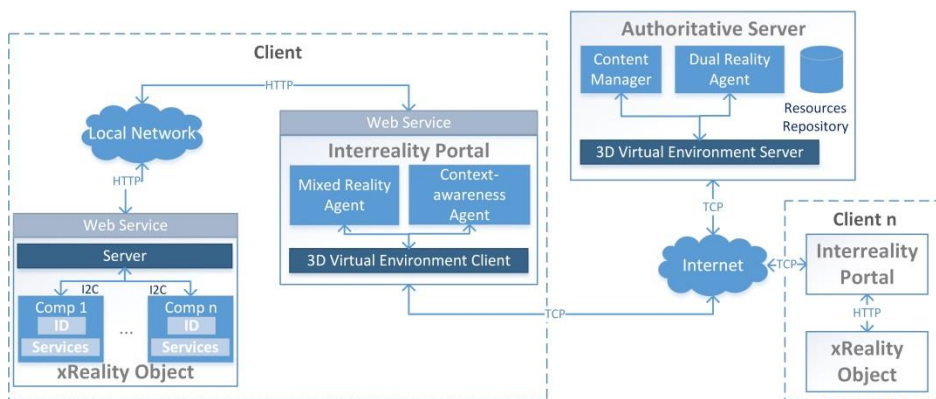 Client
HTTP
Local Network
HTTP
Web Service
Server
I2C
I2C
Comp 1
ID
Services
...
Comp n
ID
Services
xReality Object
Web Service
Interreality Portal
Mixed Reality
Agent
Context-
awareness
Agent
3D Virtual Environment Client
TCP
Authoritative Server
Content
Manager
Dual Reality
Agent
Resources
Repository
3D Virtual Environment Server
TCP
Internet
TCP
Client n
Interreality
Portal
HTTP
xReality
Object